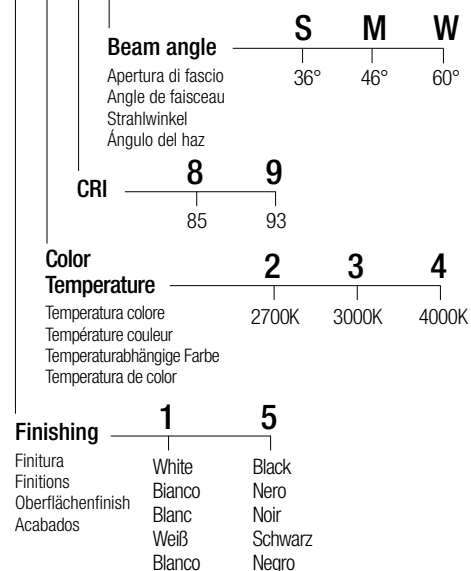 Beam angle S M W
Apertura di fascio 36° 46° 60°
Angle de faisceau
Strahlwinkel
Ángulo del haz
CRI 8 9
85 93
Color
Temperature 2 3 4
Temperatura colore 2700K 3000K 4000K
Température couleur
Temperaturabhängige Farbe
Temperatura de color
Finishing 1 5
Finitura White Black
Finitions Bianco Nero
Oberflächenfinish Blanc Noir
Acabados Weiß Schwarz
Blanco Negro